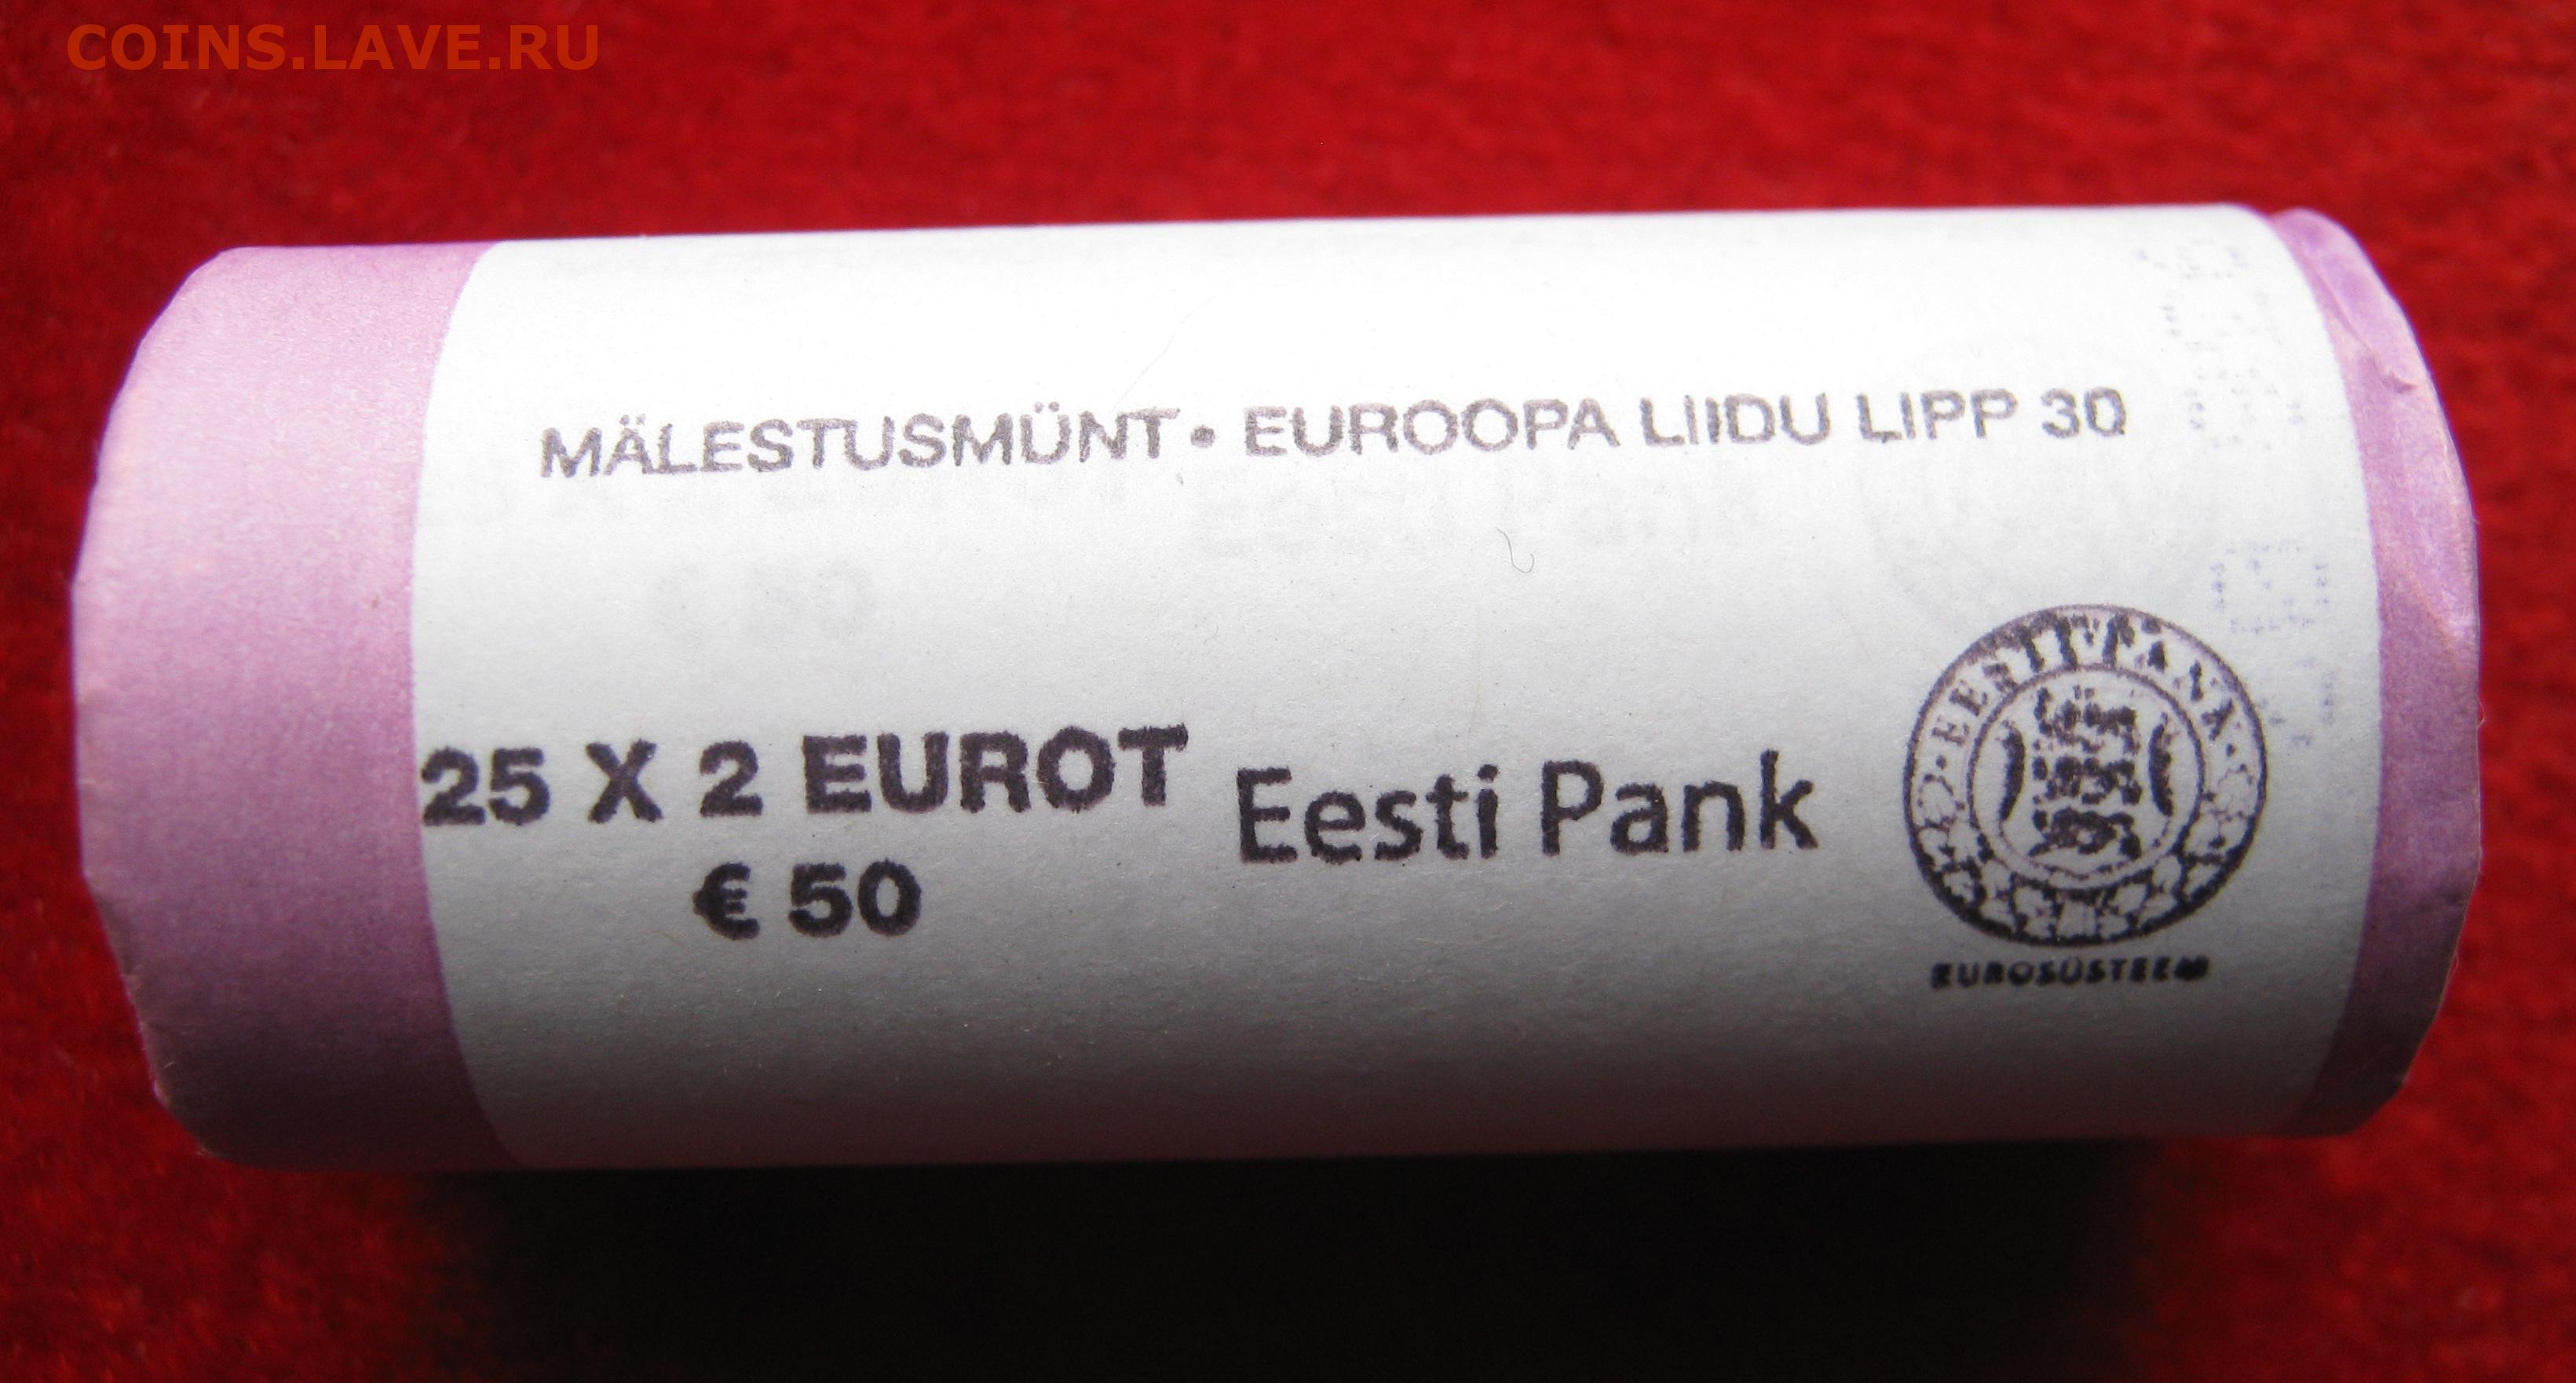 COINS.LAVE.RU
MÄLESTUSMÜNT • EUROOPA LIIDU LIPP 30
25 X 2 EUROT
€ 50
Eesti Pank
· EESTI PANK ·
EUROSÜSTEEM